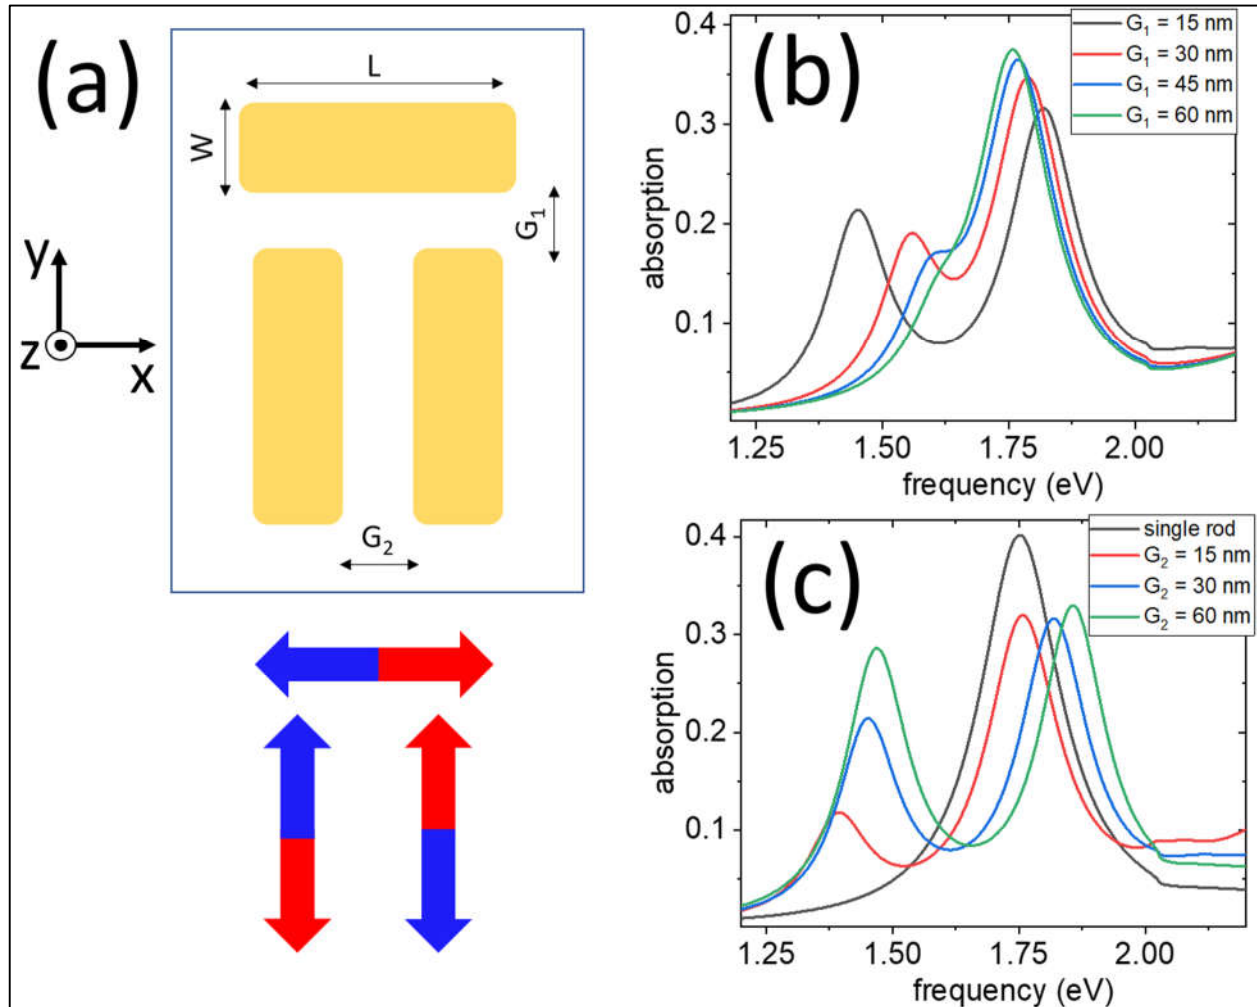 (a)
L
W
G₁
G₂
y
z
x
(b)
G₁ = 15 nm
G₁ = 30 nm
G₁ = 45 nm
G₁ = 60 nm
absorption
0.4
0.3
0.2
0.1
1.25 1.50 1.75 2.00
frequency (eV)
(c)
single rod
G₂ = 15 nm
G₂ = 30 nm
G₂ = 60 nm
absorption
0.4
0.3
0.2
0.1
1.25 1.50 1.75 2.00
frequency (eV)